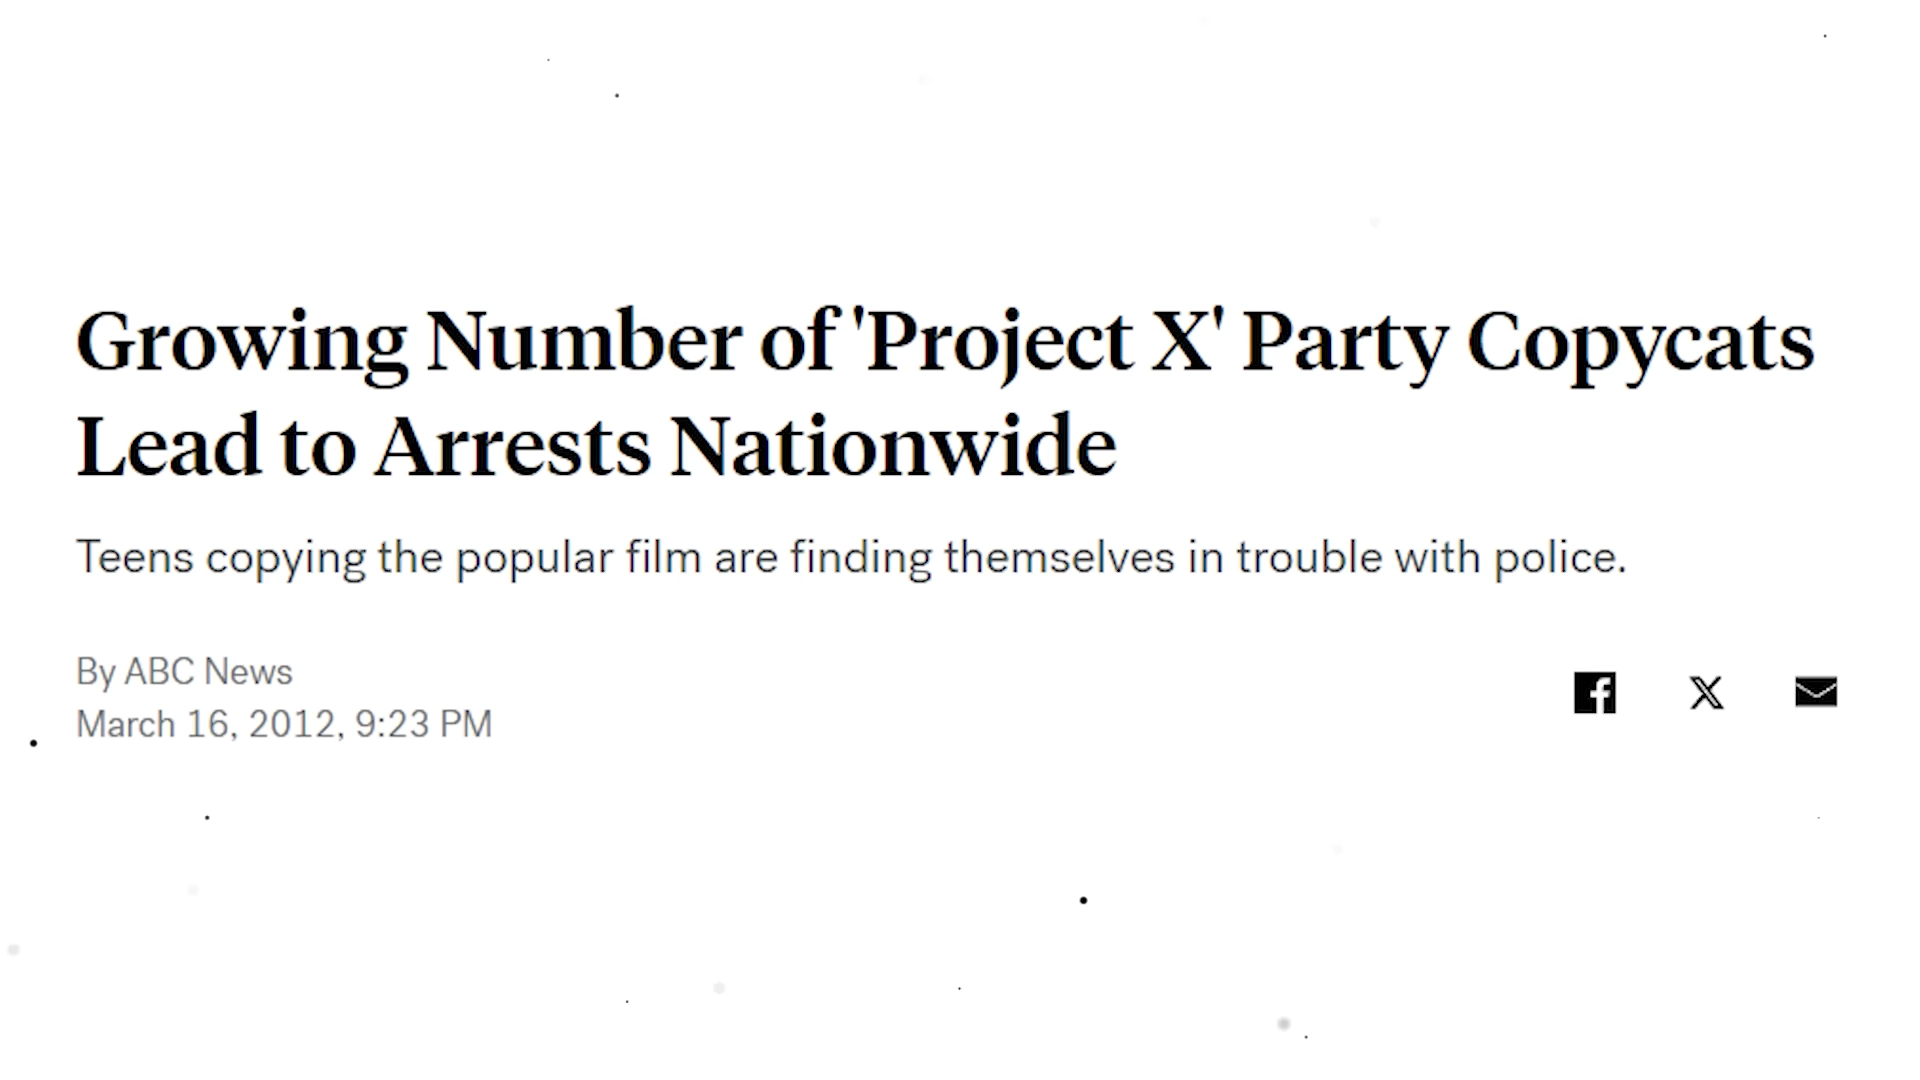 Growing Number of 'Project X' Party Copycats
Lead to Arrests Nationwide
Teens copying the popular film are finding themselves in trouble with police.
By ABC News
March 16, 2012, 9:23 PM